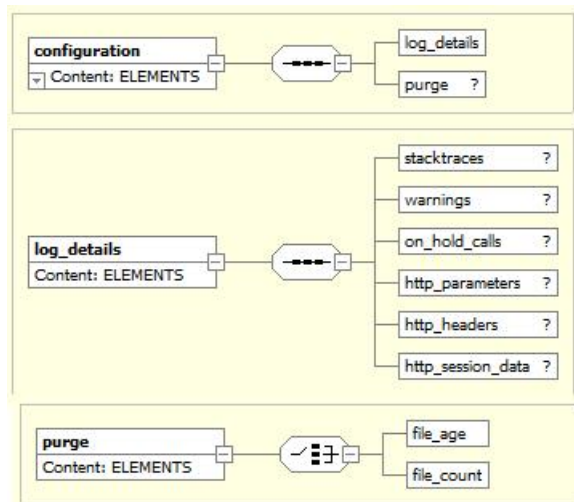 configuration
Content: ELEMENTS
log_details
purge ?
log_details
Content: ELEMENTS
stacktraces ?
warnings ?
on_hold_calls ?
http_parameters ?
http_headers ?
http_session_data ?
purge
Content: ELEMENTS
file_age
file_count